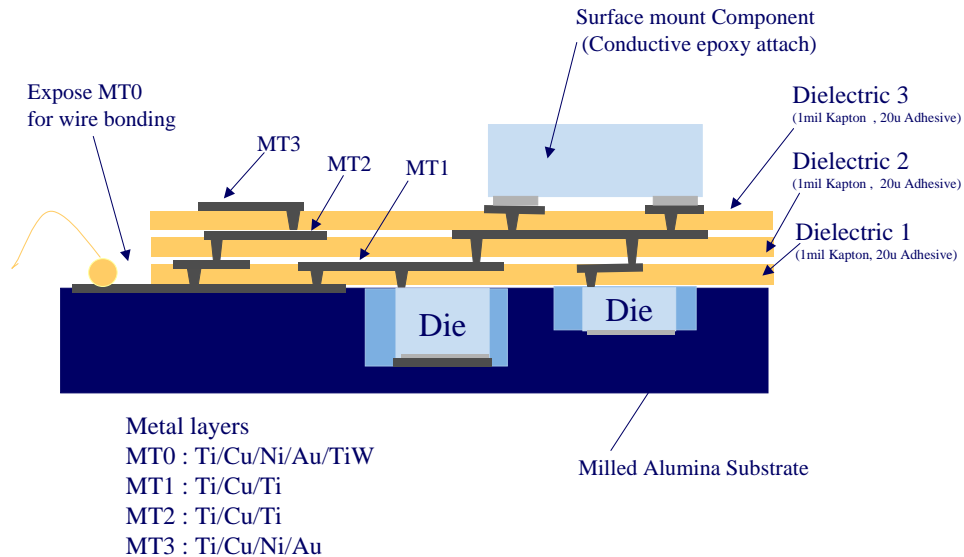 Surface mount Component
(Conductive epoxy attach)
Expose MT0
for wire bonding
MT3
MT2
MT1
Dielectric 3
(1mil Kapton , 20u Adhesive)
Dielectric 2
(1mil Kapton , 20u Adhesive)
Dielectric 1
(1mil Kapton, 20u Adhesive)
Die
Die
Metal layers
MT0 : Ti/Cu/Ni/Au/TiW
MT1 : Ti/Cu/Ti
MT2 : Ti/Cu/Ti
MT3 : Ti/Cu/Ni/Au
Milled Alumina Substrate